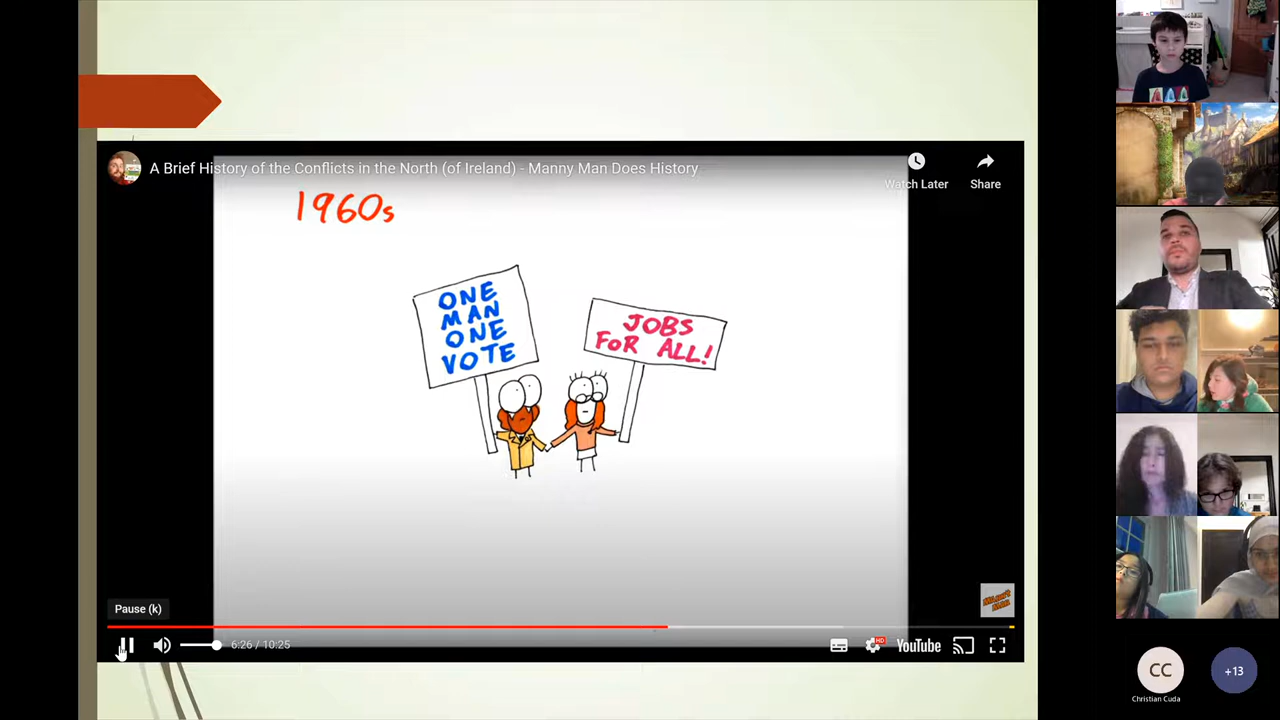 A Brief History of the Conflicts in the North (of Ireland) - Manny Man Does History
Watch Later
Share
1960s
ONE
MAN
ONE
VOTE
JOBS
FOR ALL!
Pause (k)
6:26 / 10:25
HD
YouTube
CC
Christian Cuda
+13